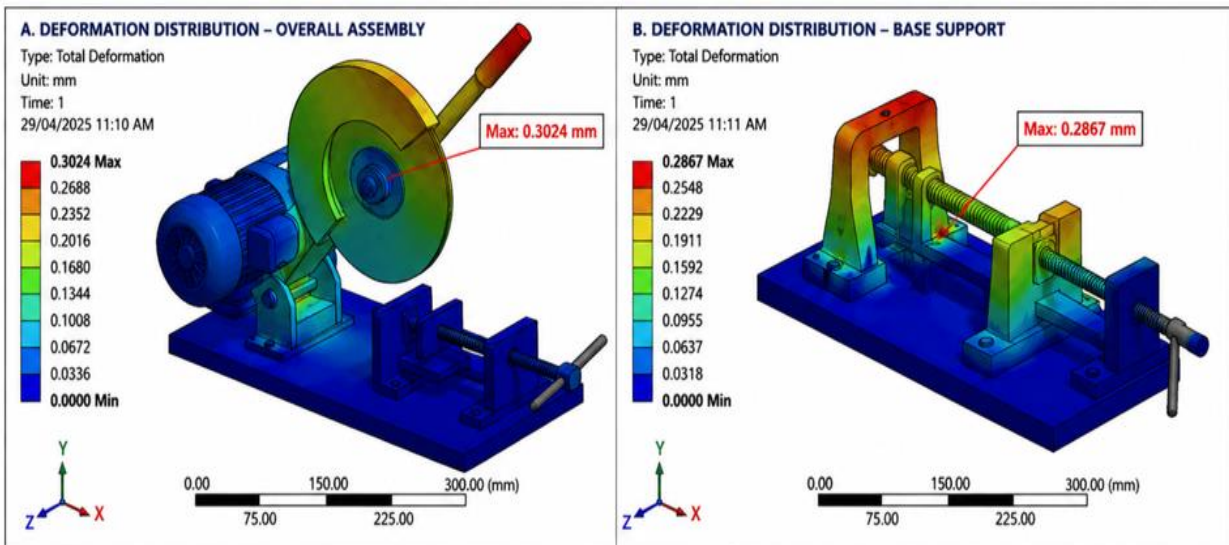 A. DEFORMATION DISTRIBUTION – OVERALL ASSEMBLY
Type: Total Deformation
Unit: mm
Time: 1
29/04/2025 11:10 AM
Max: 0.3024 mm
0.3024 Max
0.2688
0.2352
0.2016
0.1680
0.1344
0.1008
0.0672
0.0336
0.0000 Min
Y
Z
X
0.00 150.00 300.00 (mm)
75.00 225.00
B. DEFORMATION DISTRIBUTION – BASE SUPPORT
Type: Total Deformation
Unit: mm
Time: 1
29/04/2025 11:11 AM
Max: 0.2867 mm
0.2867 Max
0.2548
0.2229
0.1911
0.1592
0.1274
0.0955
0.0637
0.0318
0.0000 Min
Y
Z
X
0.00 150.00 300.00 (mm)
75.00 225.00